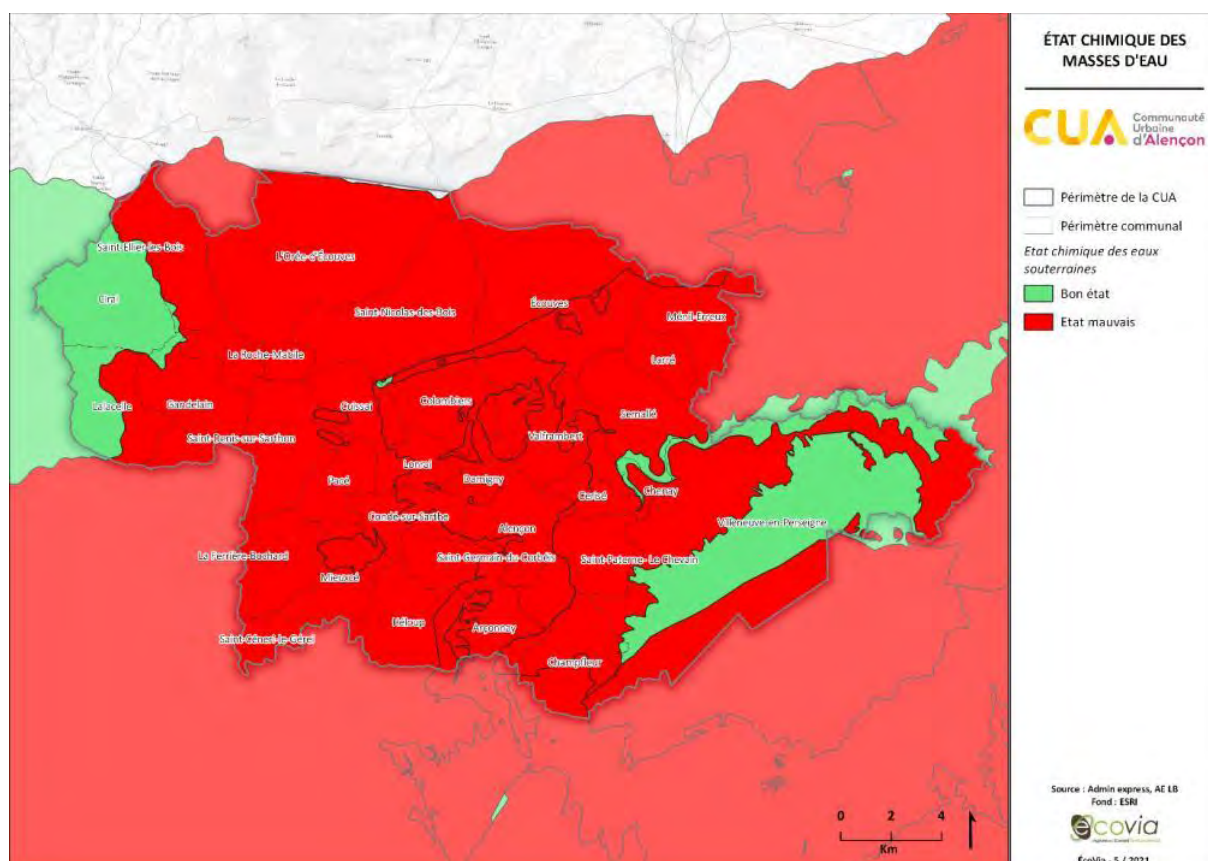 ÉTAT CHIMIQUE DES
MASSES D'EAU
CUA Communauté
Urbaine
d'Alençon
Périmètre de la CUA
Périmètre communal
Etat chimique des eaux
souterraines
Bon état
Etat mauvais
Saint-Ellier-les-Bois
L'Orée-d'Écouves
Ciral
Saint-Nicolas-des-Bois
Écouves
Ménil-Erreux
La Roche-Mabile
Larré
Lalacelle
Gandelain
Cuissai
Colombiers
Semallé
Saint-Denis-sur-Sarthon
Valframbert
Lonrai
Pacé
Damigny
Cerisé
Chenay
Condé-sur-Sarthe
Alençon
Villeneuve-en-Perseigne
La Ferrière-Bochard
Saint-Germain-du-Corbéis
Saint-Paterne- Le Chevain
Mieuxcé
Héloup
Arçonnay
Saint-Céneri-le-Gérei
Champfleur
0 2 4
Km
Source : Admin express, AE LB
Fond : ESRI
écovia
ÉcoVia - 5 / 2021